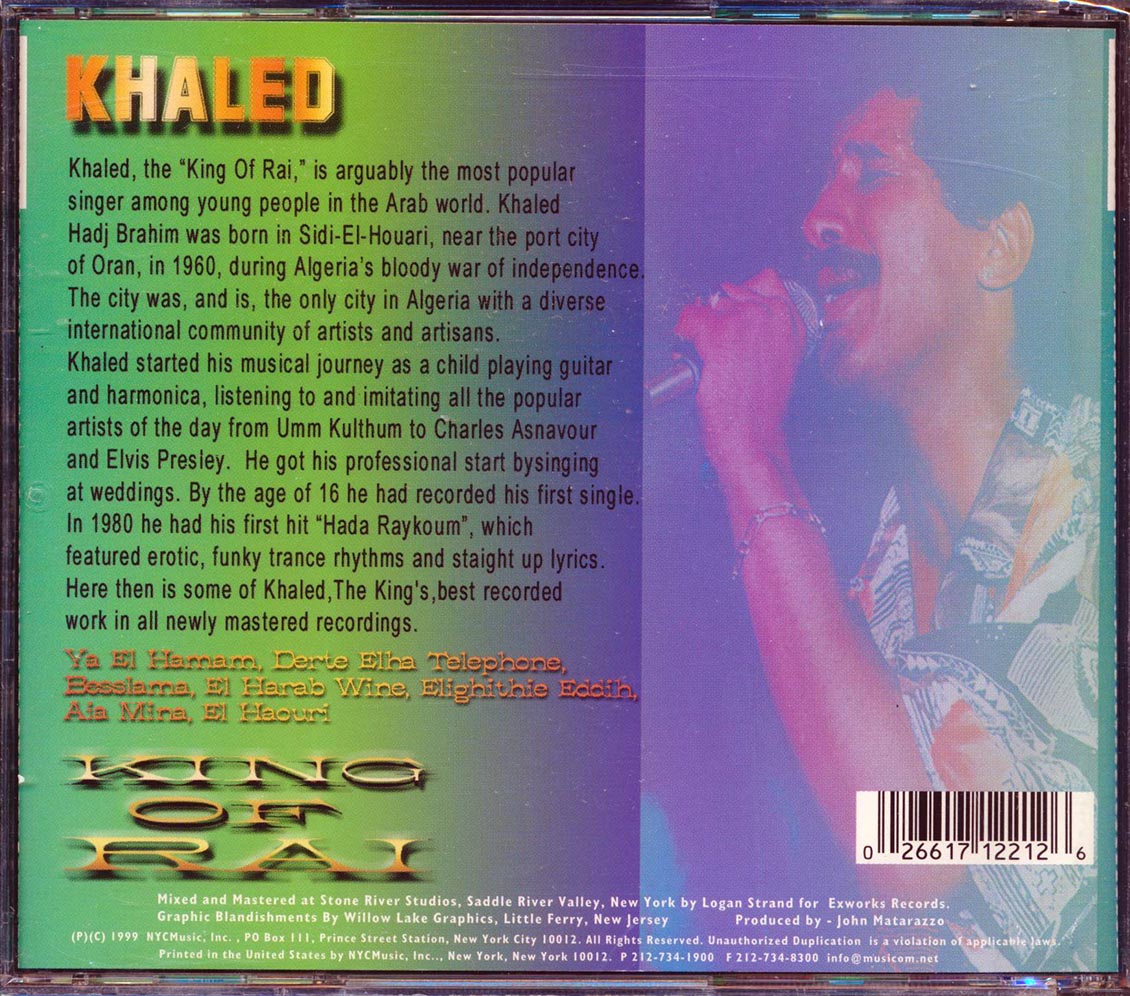 KHALED
Khaled, the “King Of Rai,” is arguably the most popular
singer among young people in the Arab world. Khaled
Hadj Brahim was born in Sidi-El-Houari, near the port city
of Oran, in 1960, during Algeria’s bloody war of independence.
The city was, and is, the only city in Algeria with a diverse
international community of artists and artisans.
Khaled started his musical journey as a child playing guitar
and harmonica, listening to and imitating all the popular
artists of the day from Umm Kulthum to Charles Asnavour
and Elvis Presley.  He got his professional start bysinging
at weddings. By the age of 16 he had recorded his first single.
In 1980 he had his first hit “Hada Raykoum”, which
featured erotic, funky trance rhythms and staight up lyrics.
Here then is some of Khaled,The King's,best recorded
work in all newly mastered recordings.
Ya El Hamam, Derte Elha Telephone,
Besslama, El Harab Wine, Elighithie Eddih,
Aia Mina, El Haouri
KING
OF
RAI
0 26617 12212 6
Mixed and Mastered at Stone River Studios, Saddle River Valley, New York by Logan Strand for Exworks Records.
Graphic Blandishments By Willow Lake Graphics, Little Ferry, New Jersey Produced by - John Matarazzo
(P)(C) 1999 NYCMusic, Inc. , PO Box 111, Prince Street Station, New York City 10012. All Rights Reserved. Unauthorized Duplication is a violation of applicable laws.
Printed in the United States by NYCMusic, Inc.., New York, New York 10012. P 212-734-1900 F 212-734-8300 info@musicom.net